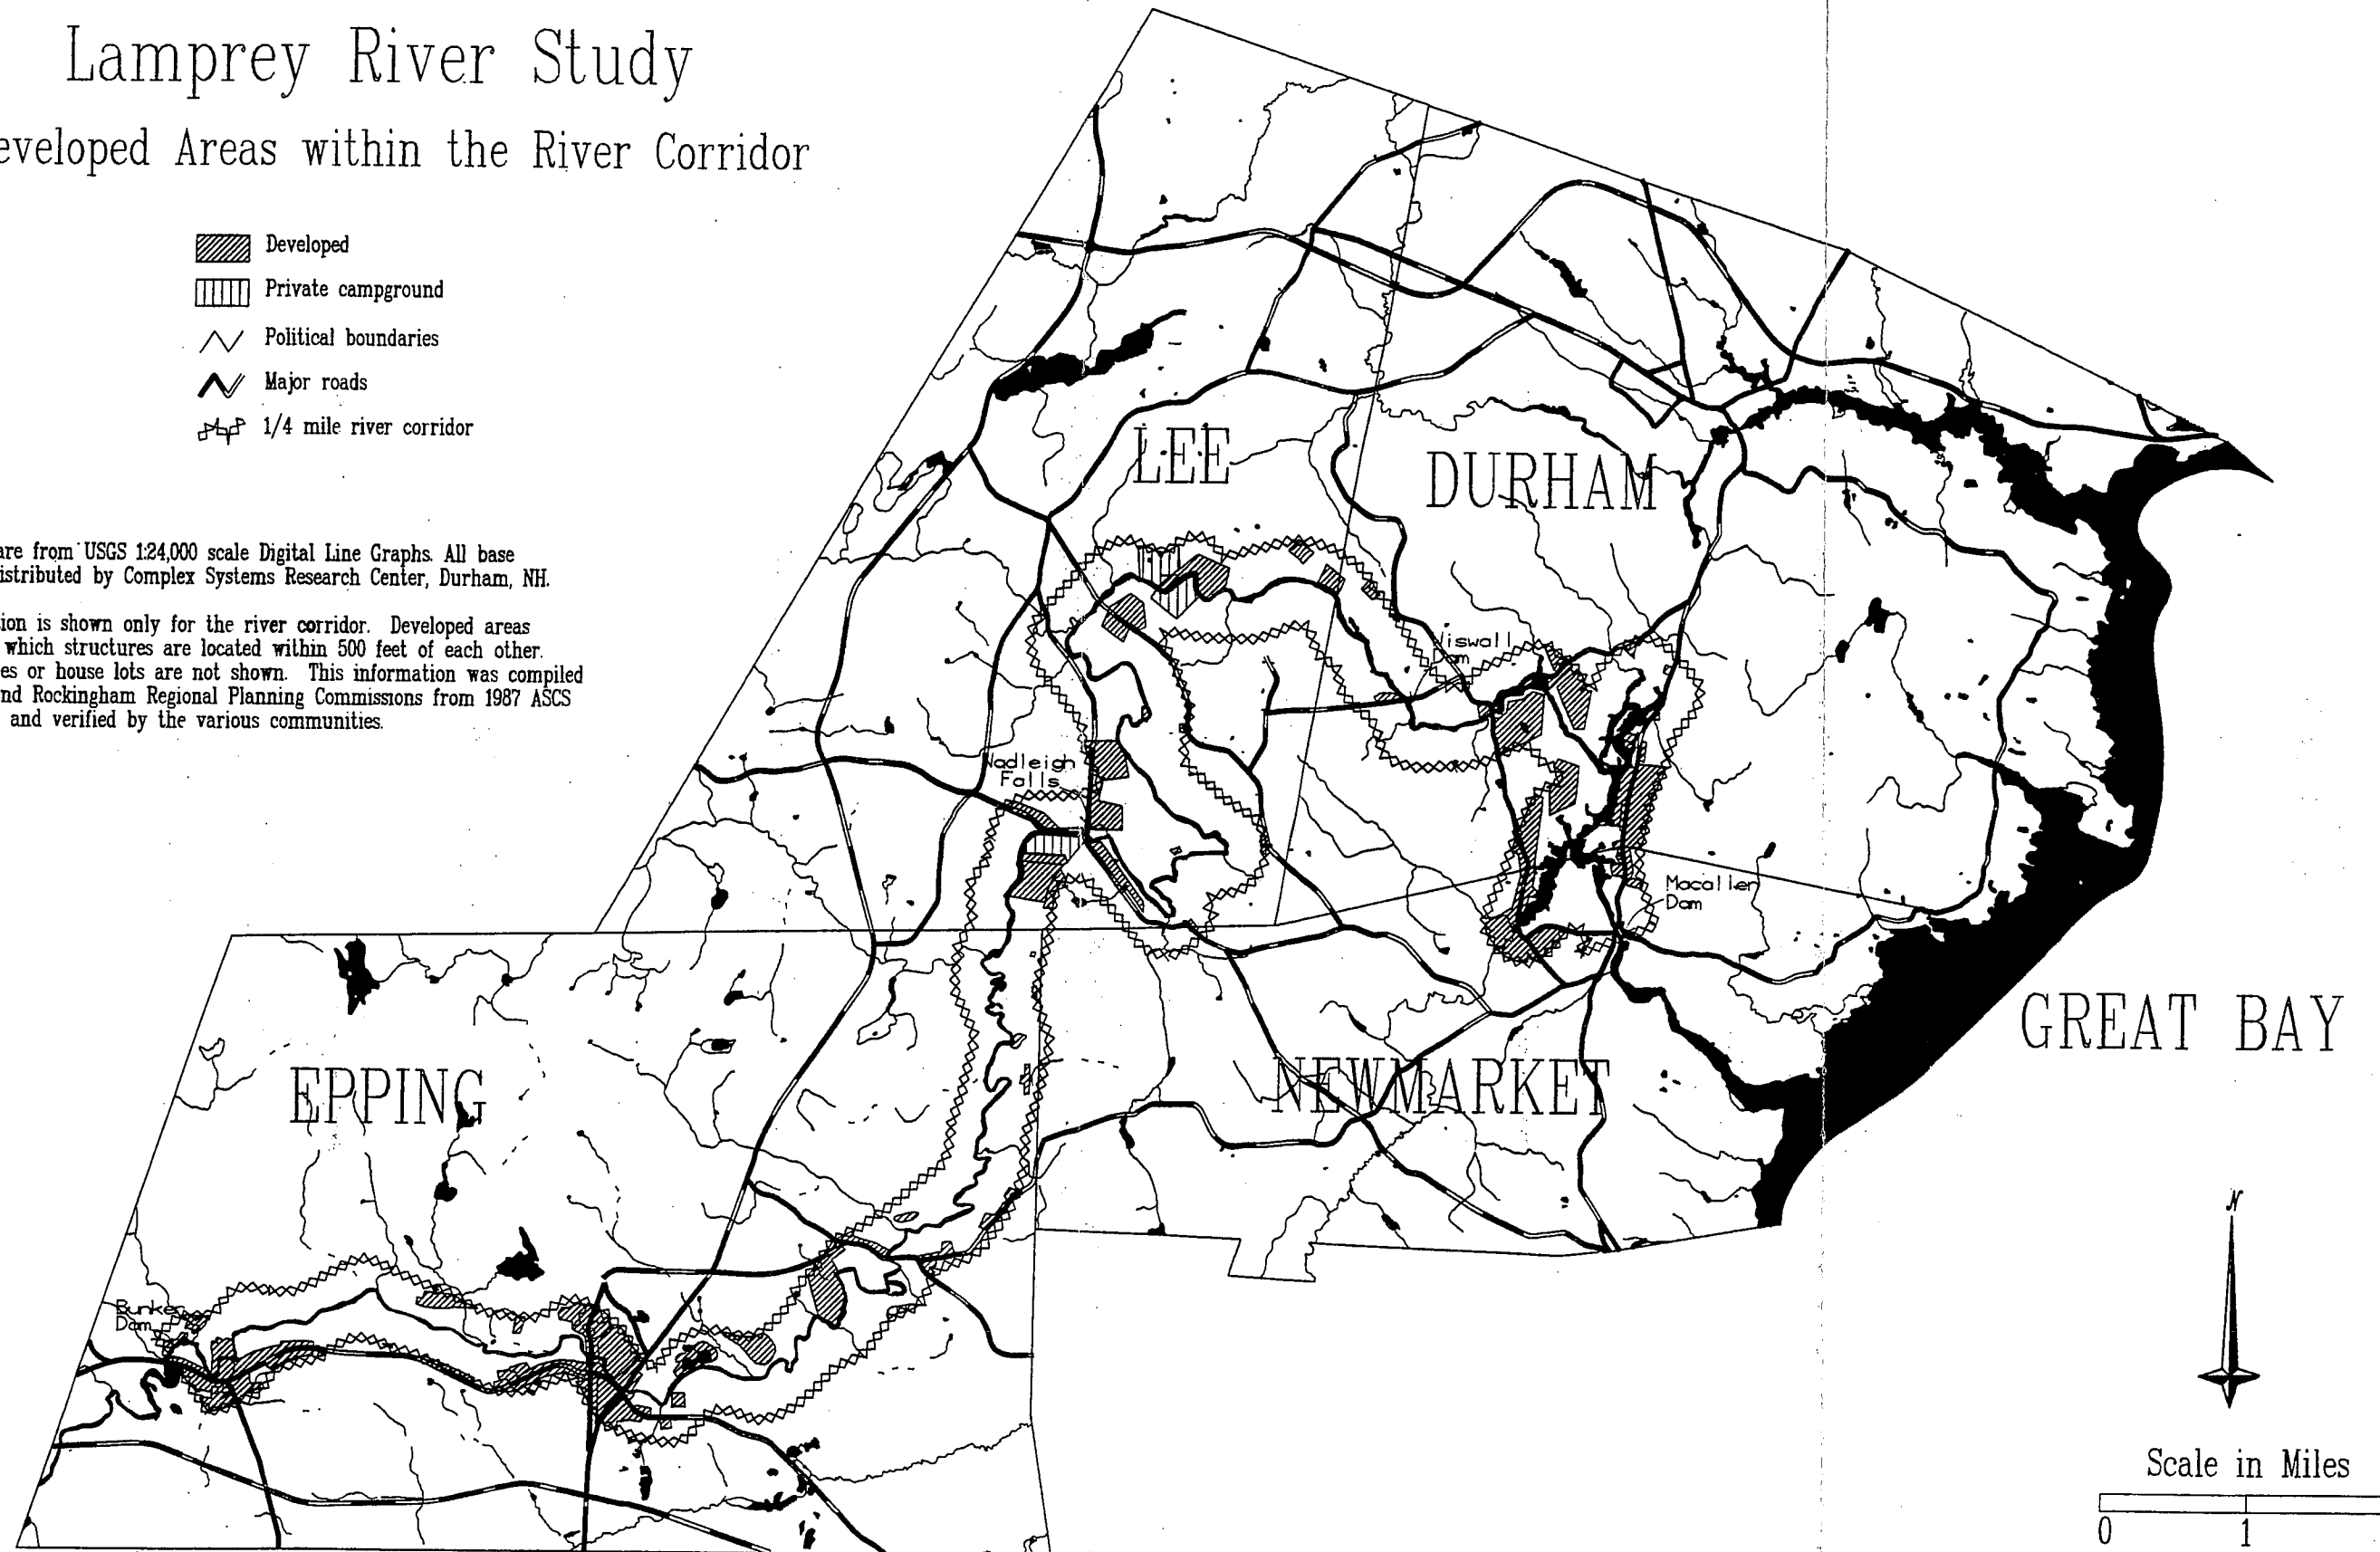 Lamprey River Study
eveloped Areas within the River Corridor
Developed
Private campground
Political boundaries
Major roads
1/4 mile river corridor
are from USGS 1:24,000 scale Digital Line Graphs. All base
istributed by Complex Systems Research Center, Durham, NH.
ion is shown only for the river corridor. Developed areas
which structures are located within 500 feet of each other.
es or house lots are not shown. This information was compiled
nd Rockingham Regional Planning Commissions from 1987 ASCS
and verified by the various communities.
LEE
DURHAM
Wiswall
Dam
Wadleigh
Falls
Macallen
Dam
GREAT BAY
NEWMARKET
EPPING
Bunker
Dam
N
Scale in Miles
0 1